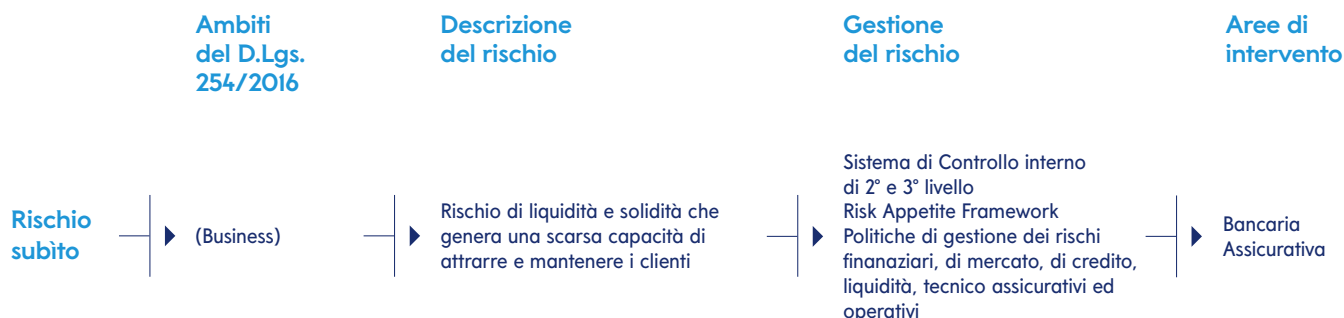 Ambiti
del D.Lgs.
254/2016
Descrizione
del rischio
Gestione
del rischio
Aree di
intervento
Rischio
subìto
(Business)
Rischio di liquidità e solidità che
genera una scarsa capacità di
attrarre e mantenere i clienti
Sistema di Controllo interno
di 2° e 3° livello
Risk Appetite Framework
Politiche di gestione dei rischi
finanaziari, di mercato, di credito,
liquidità, tecnico assicurativi ed
operativi
Bancaria
Assicurativa